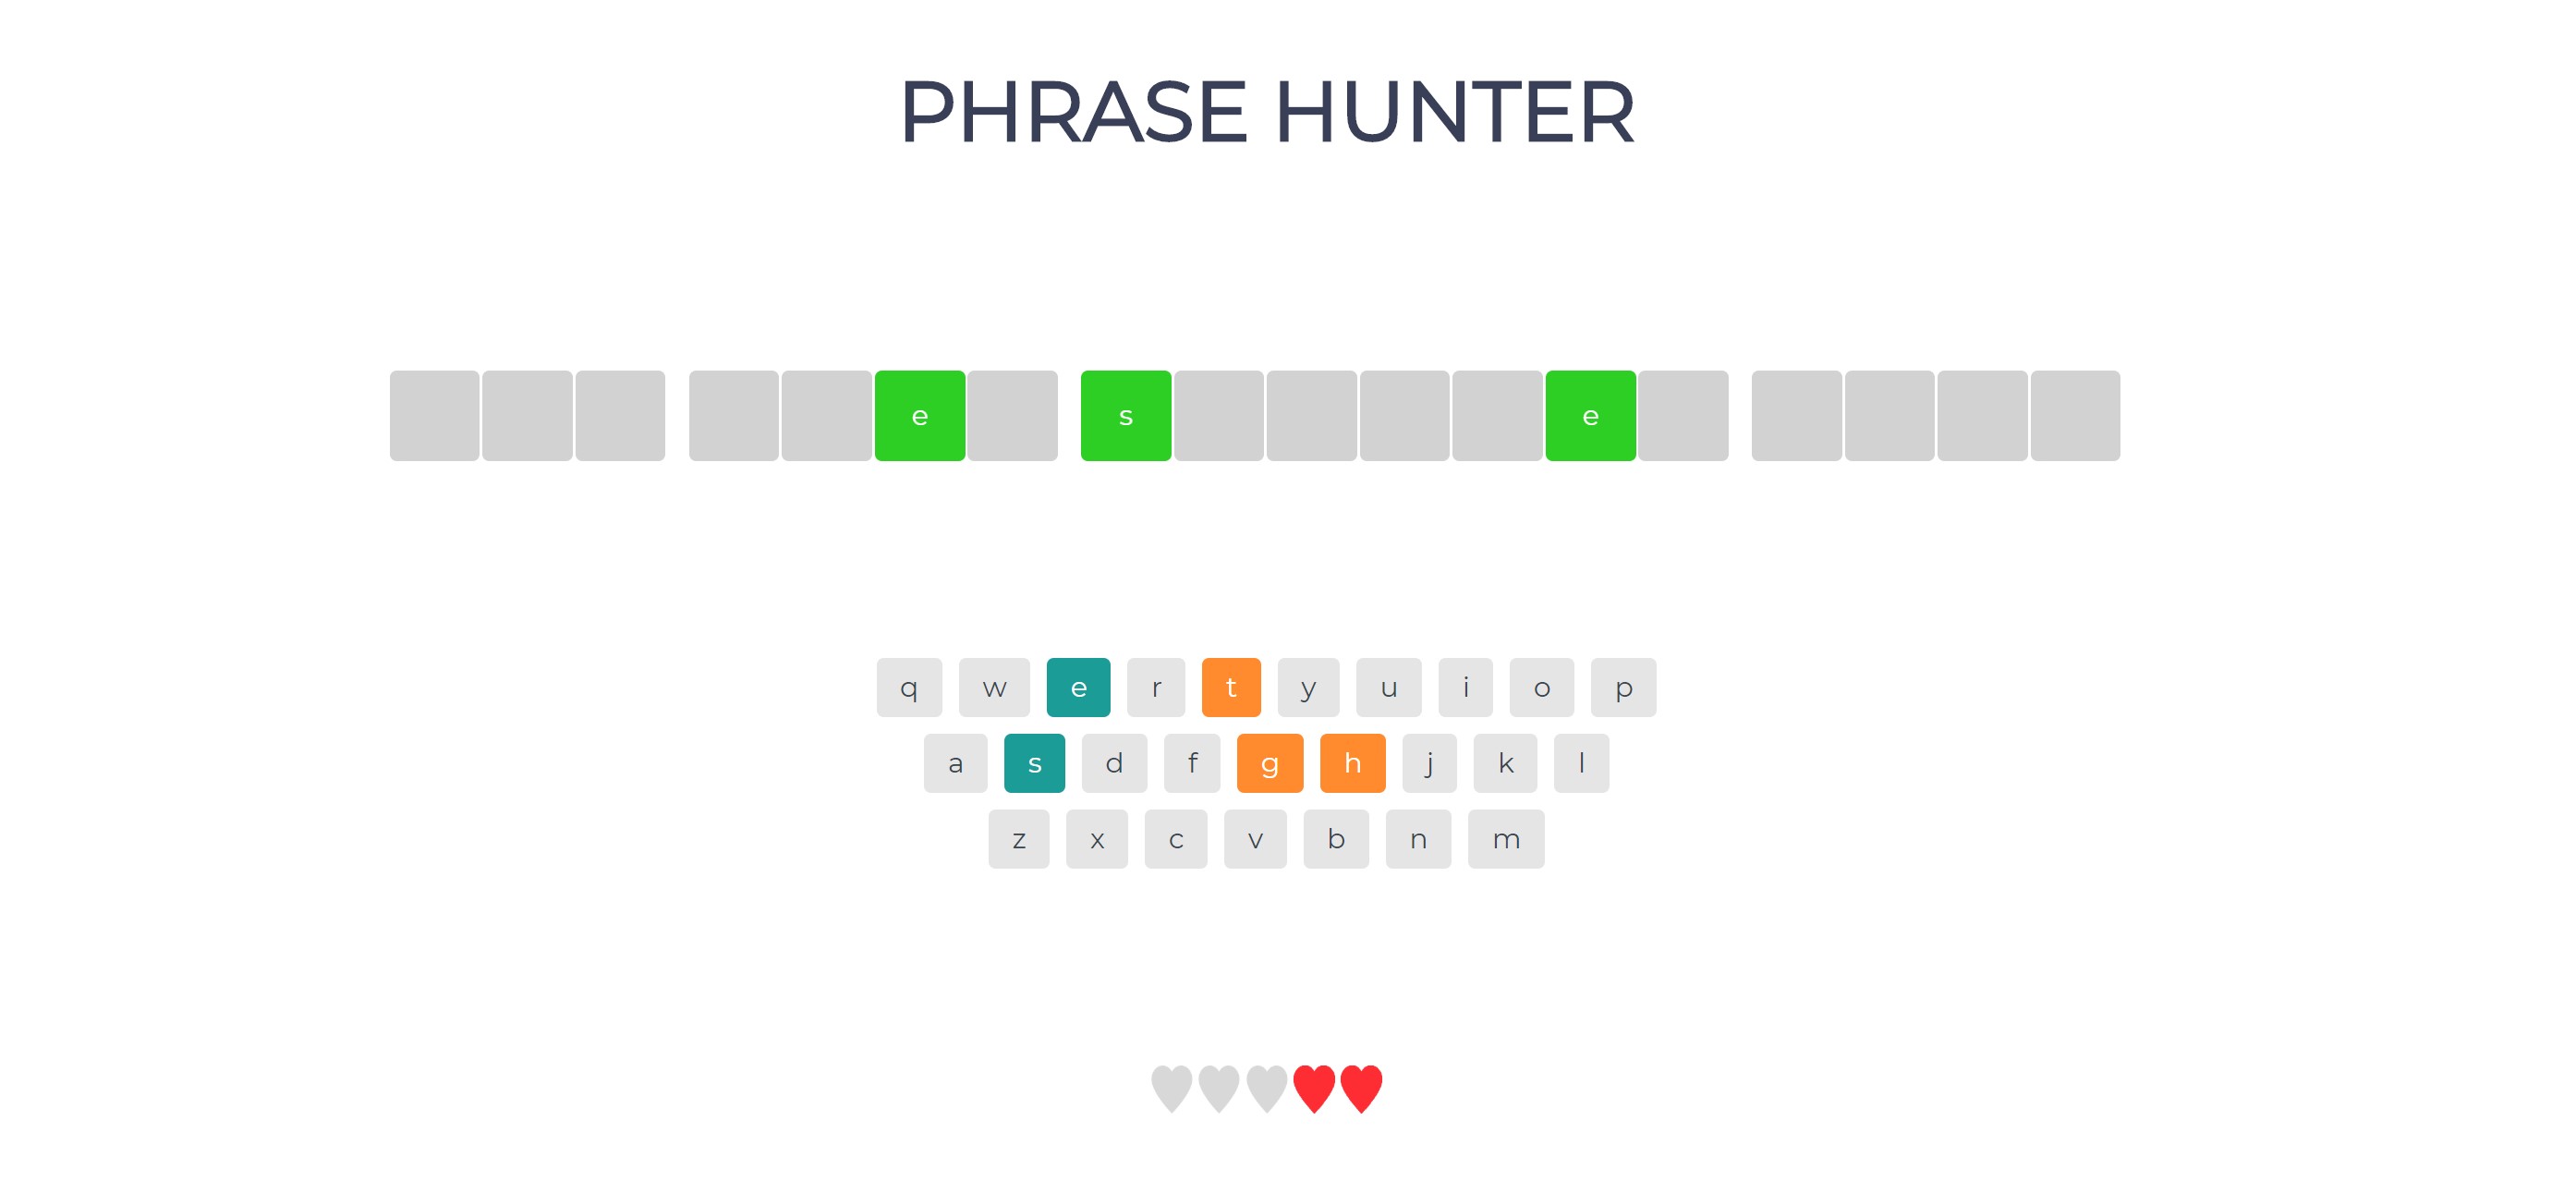 PHRASE HUNTER
e s e
q w e r t y u i o p
a s d f g h j k l
z x c v b n m